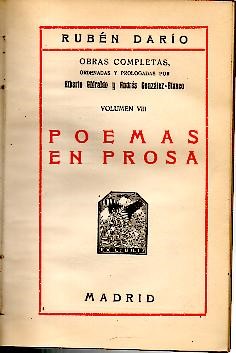 RUBÉN DARÍO
OBRAS COMPLETAS,
ORDENADAS Y PROLOGADAS POR
Alberto Ghiraldo y Andrés González-Blanco
VOLUMEN VIII
POEMAS
EN PROSA
MADRID